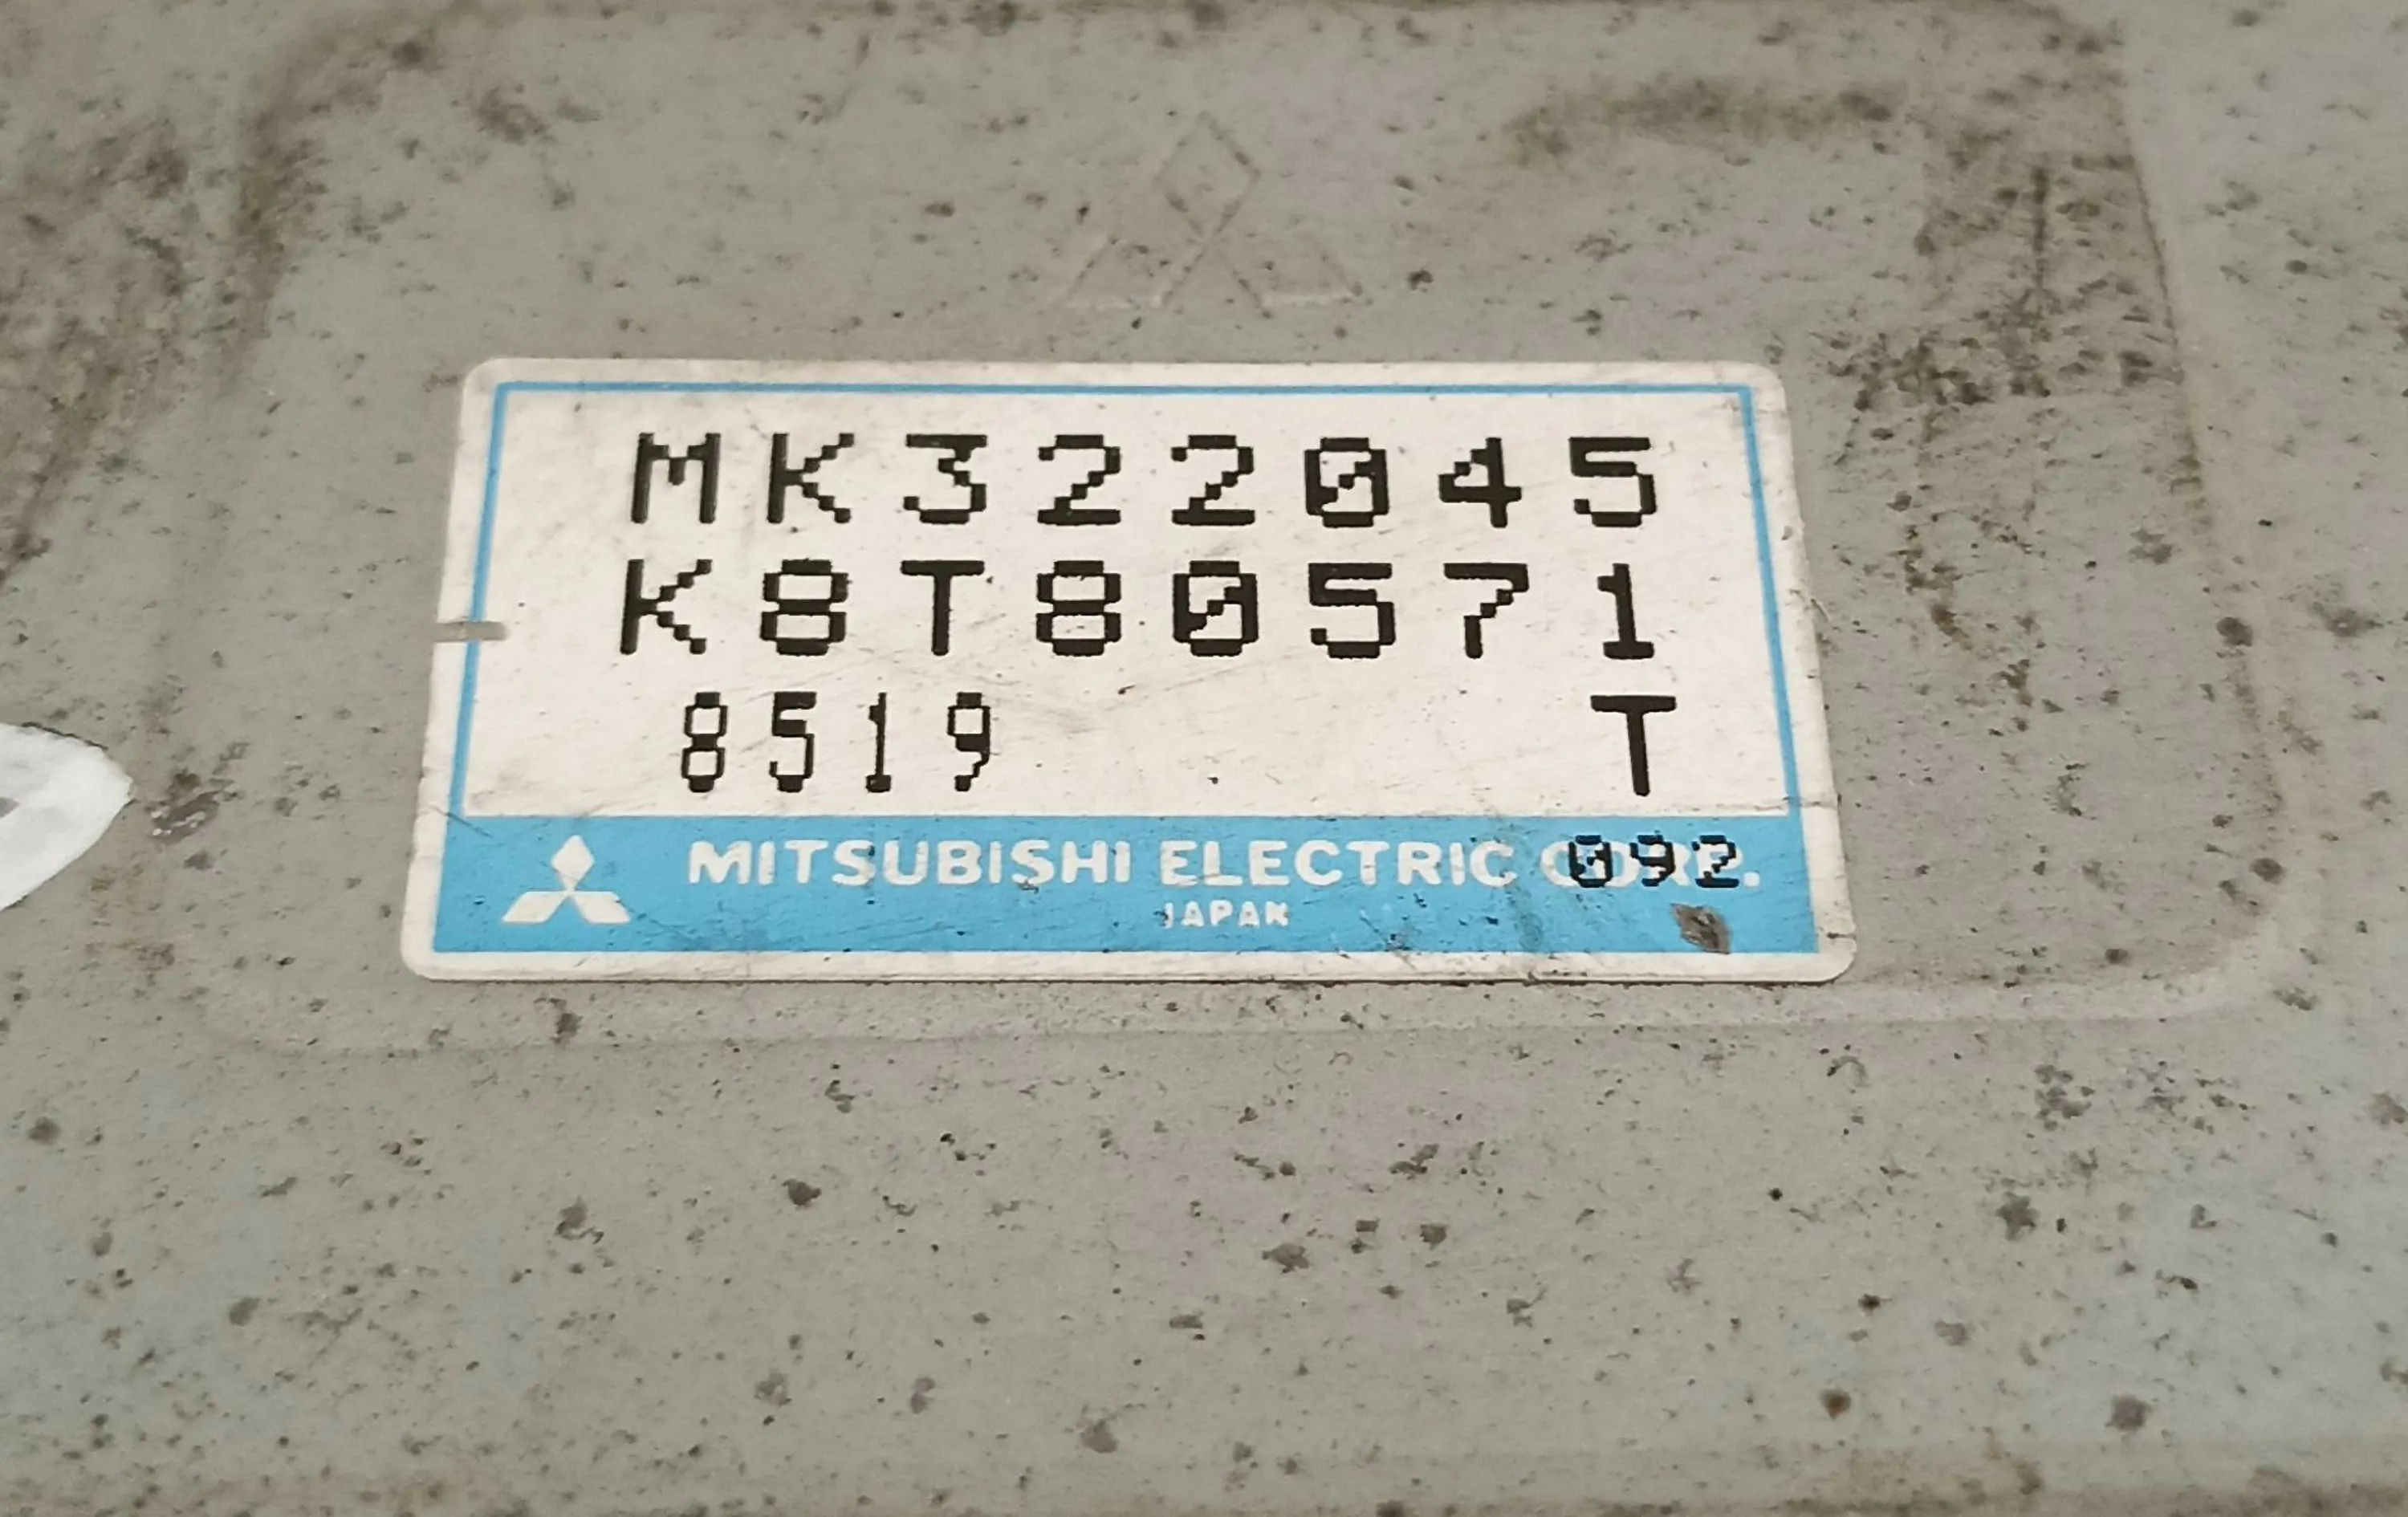 MK322045
K8T80571
8519 T
MITSUBISHI ELECTRIC CORP.
092
JAPAN